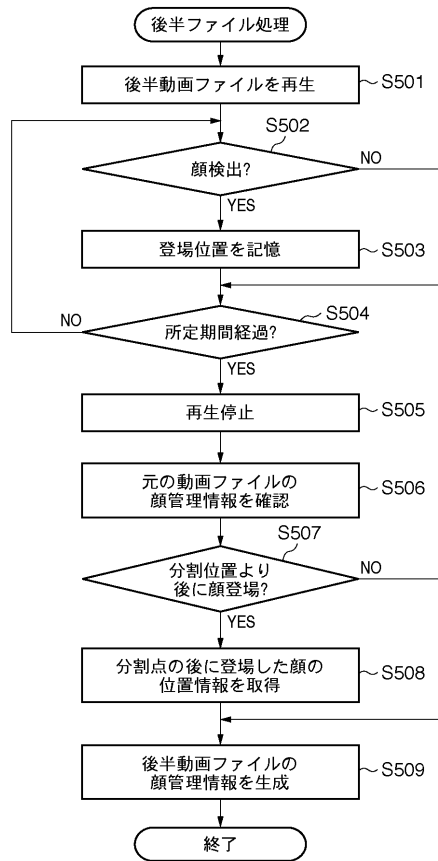 後半ファイル処理
後半動画ファイルを再生
S501
S502
顔検出?
NO
YES
登場位置を記憶
S503
S504
NO
所定期間経過?
YES
再生停止
S505
元の動画ファイルの
顔管理情報を確認
S506
S507
分割位置より
後に顔登場?
NO
YES
分割点の後に登場した顔の
位置情報を取得
S508
後半動画ファイルの
顔管理情報を生成
S509
終了